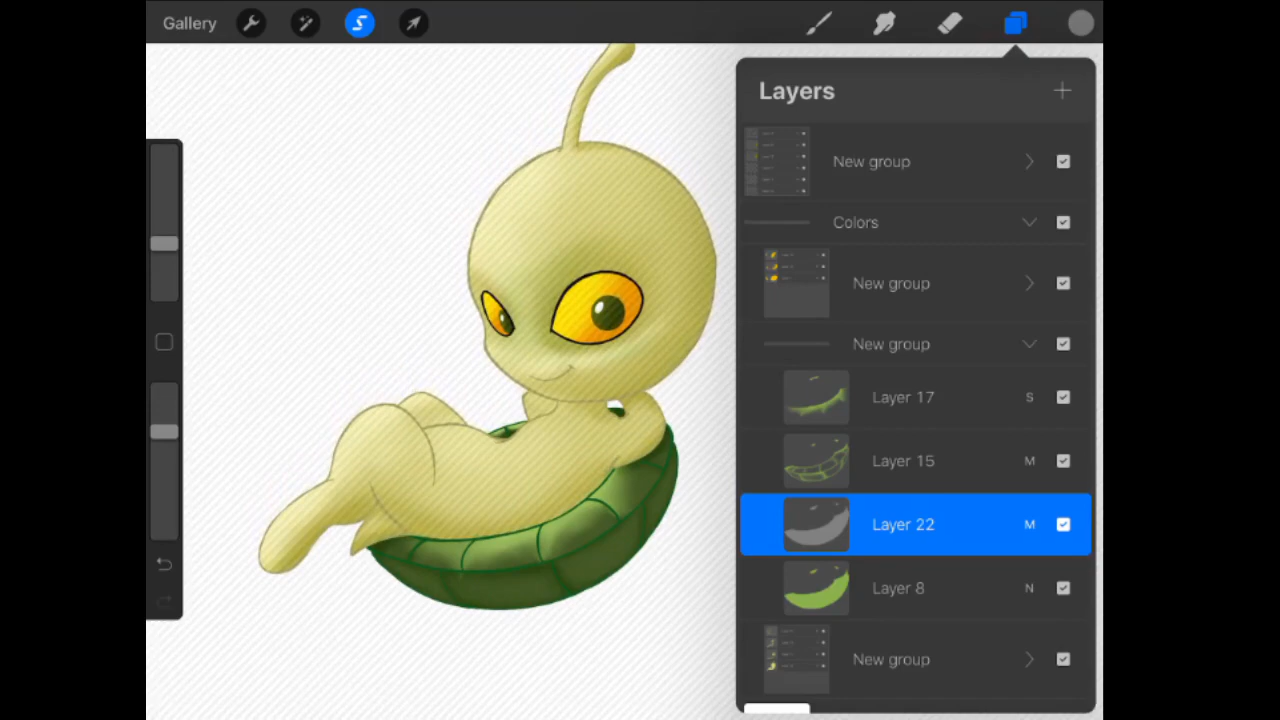 Gallery
Layers
New group
Colors
New group
New group
Layer 17 S
Layer 15 M
Layer 22 M
Layer 8 N
New group